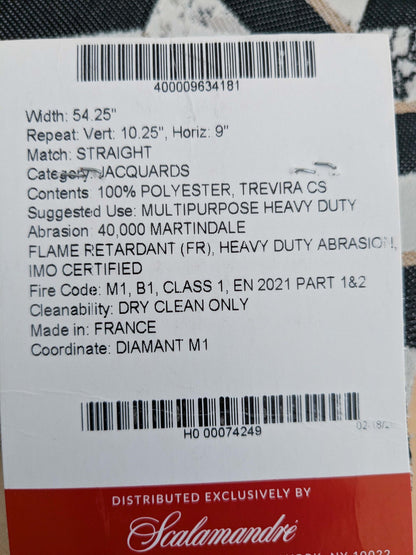 400009634181
Width: 54.25"
Repeat: Vert: 10.25", Horiz: 9"
Match: STRAIGHT
Category: JACQUARDS
Contents: 100% POLYESTER, TREVIRA CS
Suggested Use: MULTIPURPOSE HEAVY DUTY
Abrasion: 40,000 MARTINDALE
FLAME RETARDANT (FR), HEAVY DUTY ABRASION,
IMO CERTIFIED
Fire Code: M1, B1, CLASS 1, EN 2021 PART 1&2
Cleanability: DRY CLEAN ONLY
Made in: FRANCE
Coordinate: DIAMANT M1
H0 00074249
DISTRIBUTED EXCLUSIVELY BY
Scalamandré
NY 10022